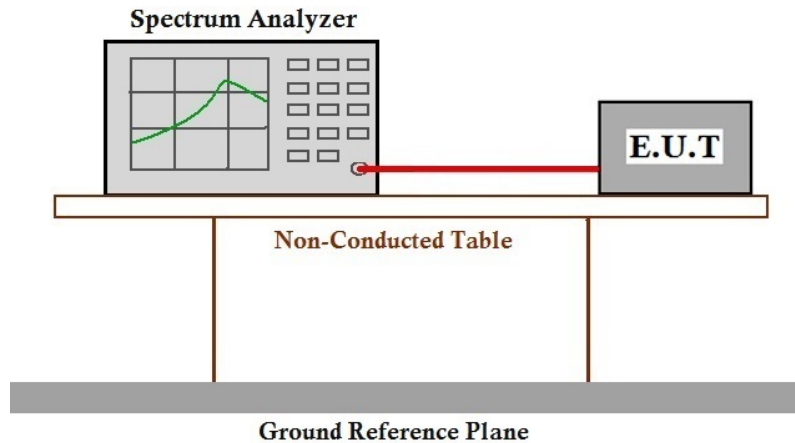 Spectrum Analyzer
E.U.T
Non-Conducted Table
Ground Reference Plane